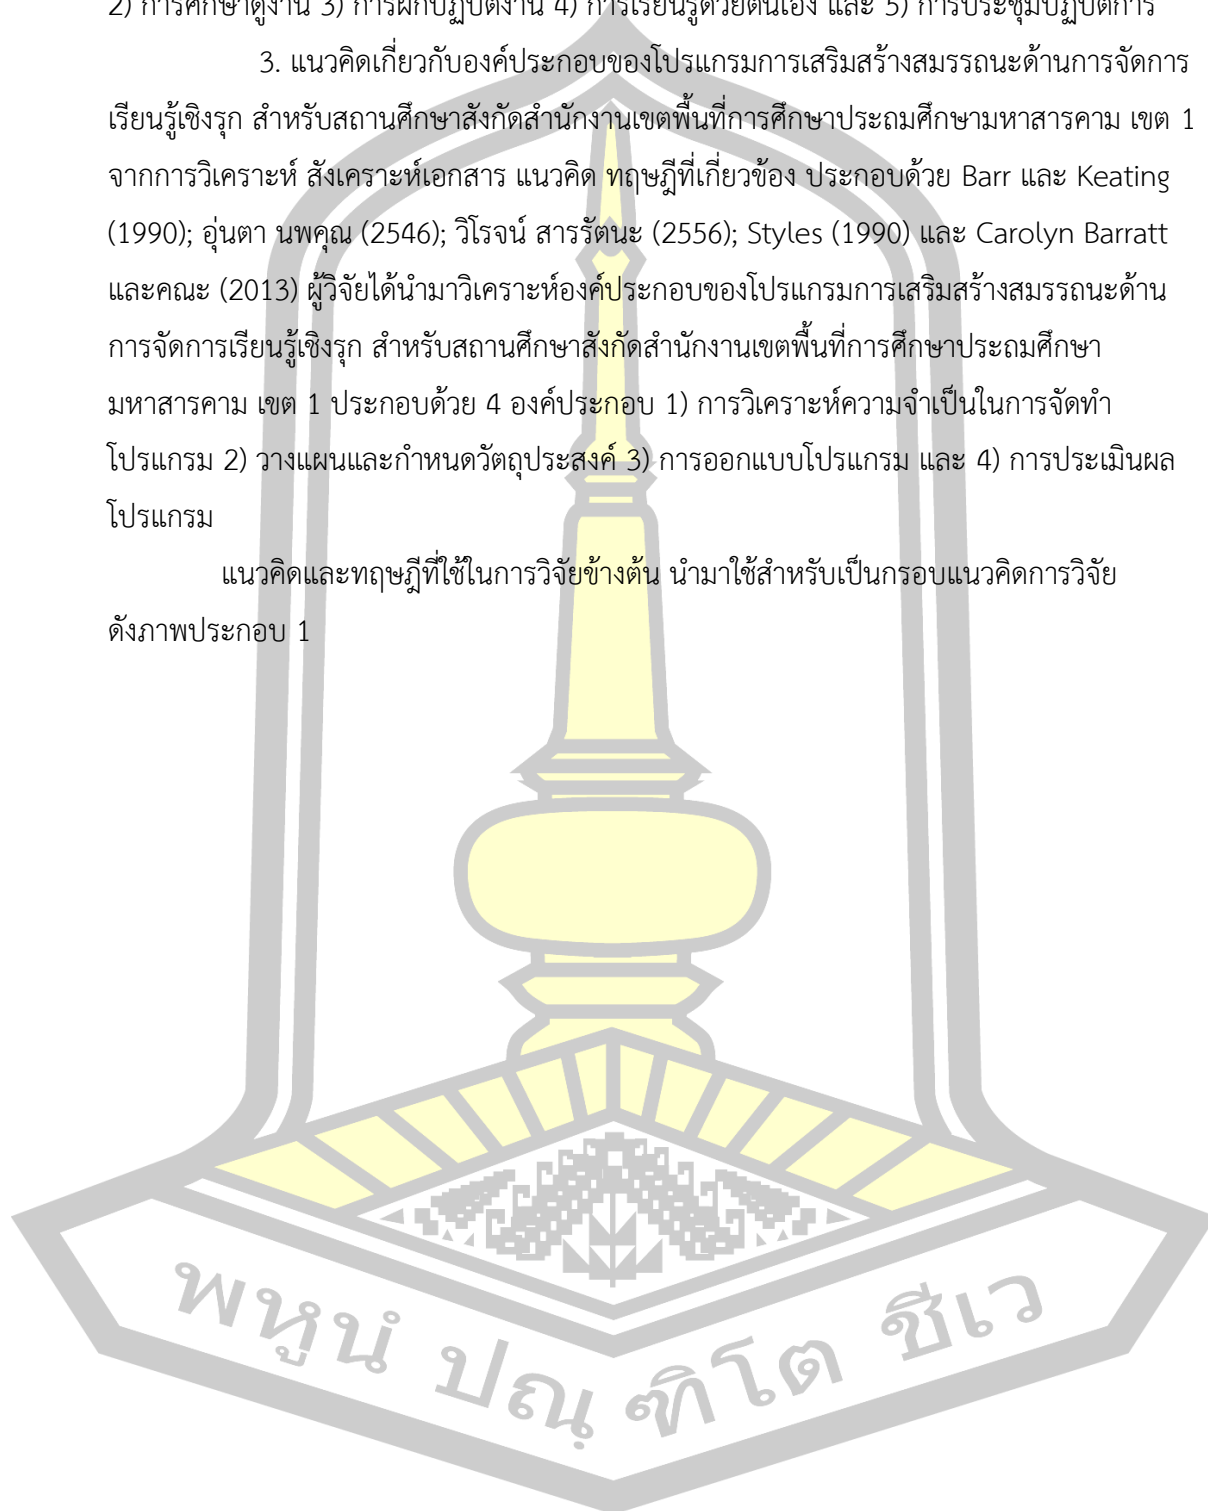 2) การศึกษาดูงาน 3) การฝึกปฏิบัติงาน 4) การเรียนรู้ด้วยตนเอง และ 5) การประชุมปฏิบัติการ
3. แนวคิดเกี่ยวกับองค์ประกอบของโปรแกรมการเสริมสร้างสมรรถนะด้านการจัดการ
เรียนรู้เชิงรุก สำหรับสถานศึกษาสังกัดสำนักงานเขตพื้นที่การศึกษาประถมศึกษามหาสารคาม เขต 1
จากการวิเคราะห์ สังเคราะห์เอกสาร แนวคิด ทฤษฎีที่เกี่ยวข้อง ประกอบด้วย Barr และ Keating
(1990); อุ่นตา นพคุณ (2546); วิโรจน์ สารรัตนะ (2556); Styles (1990) และ Carolyn Barratt
และคณะ (2013) ผู้วิจัยได้นำมาวิเคราะห์องค์ประกอบของโปรแกรมการเสริมสร้างสมรรถนะด้าน
การจัดการเรียนรู้เชิงรุก สำหรับสถานศึกษาสังกัดสำนักงานเขตพื้นที่การศึกษาประถมศึกษา
มหาสารคาม เขต 1 ประกอบด้วย 4 องค์ประกอบ 1) การวิเคราะห์ความจำเป็นในการจัดทำ
โปรแกรม 2) วางแผนและกำหนดวัตถุประสงค์ 3) การออกแบบโปรแกรม และ 4) การประเมินผล
โปรแกรม
แนวคิดและทฤษฎีที่ใช้ในการวิจัยข้างต้น นำมาใช้สำหรับเป็นกรอบแนวคิดการวิจัย
ดังภาพประกอบ 1
พหูนํ ปณฺฑิโต ชีเว